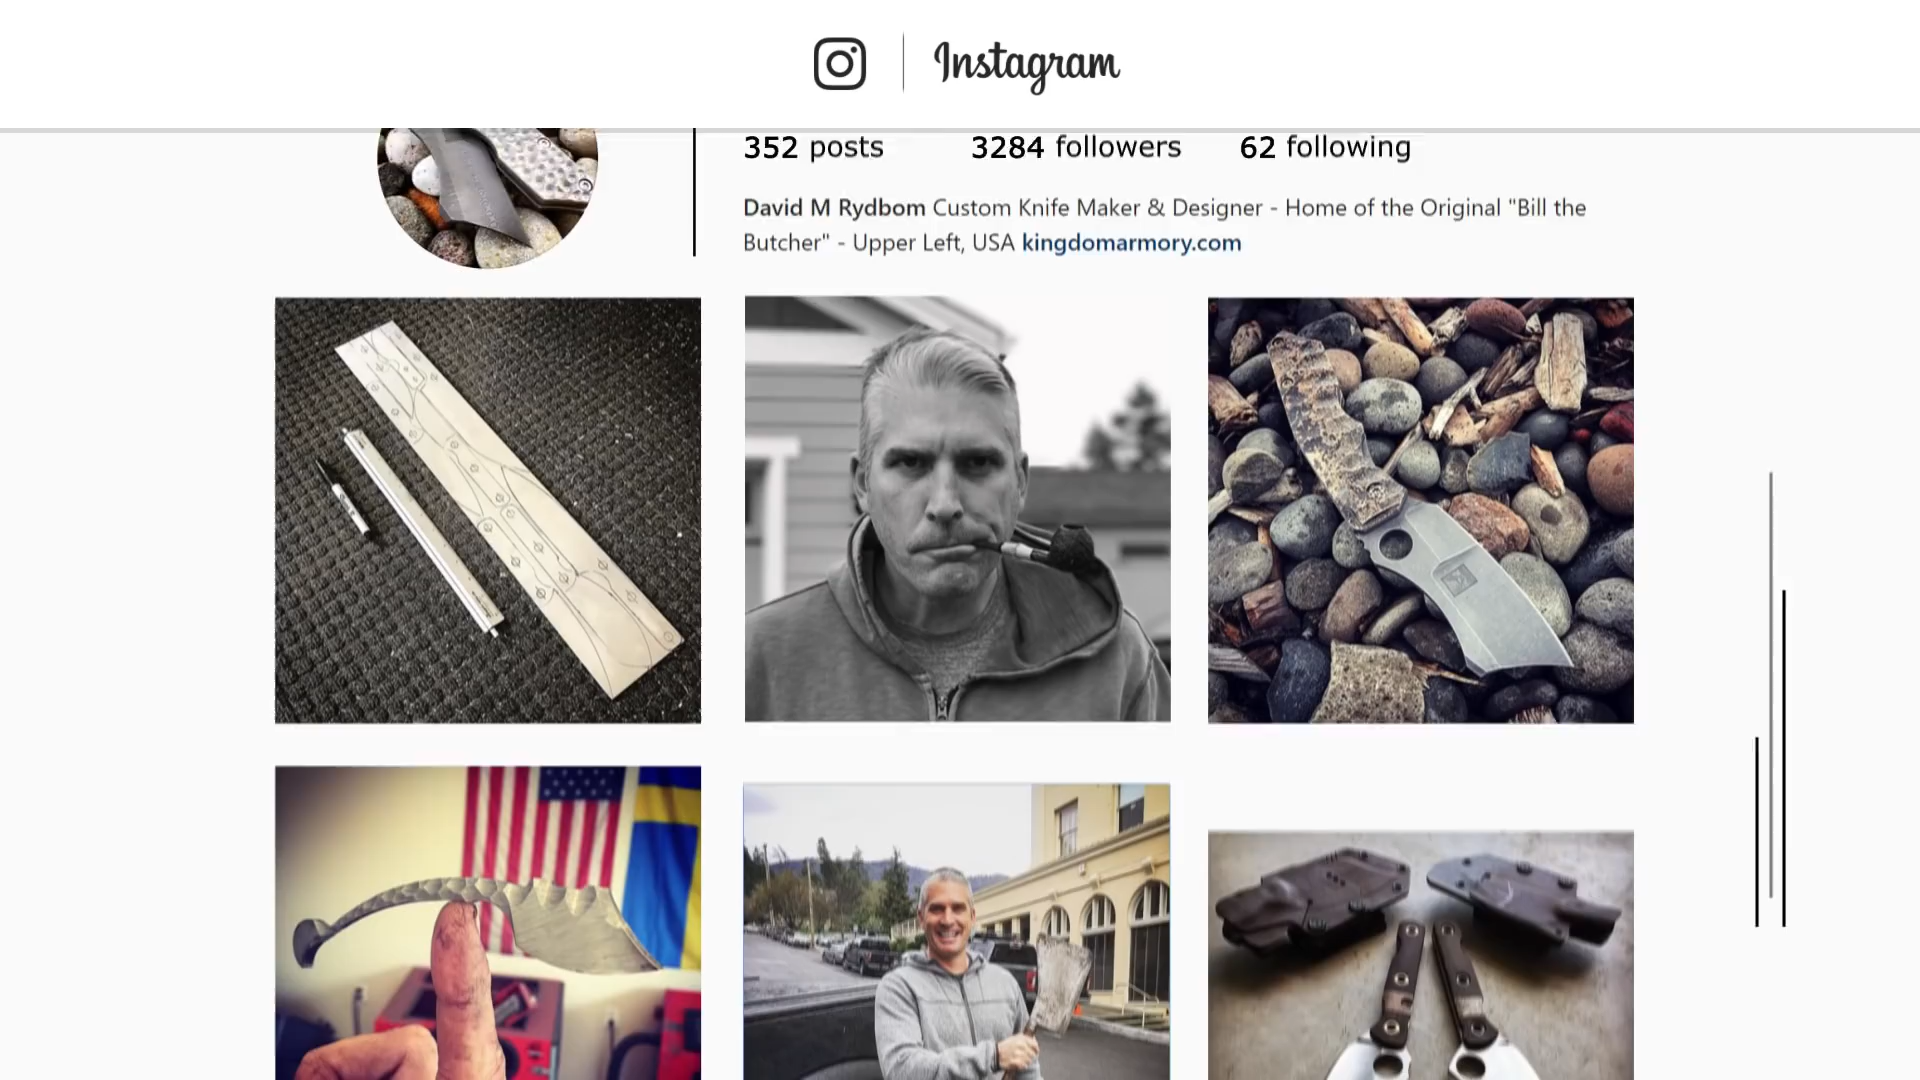 Instagram
352 posts 3284 followers 62 following
David M Rydbom Custom Knife Maker & Designer - Home of the Original "Bill the
Butcher" - Upper Left, USA kingdomarmory.com